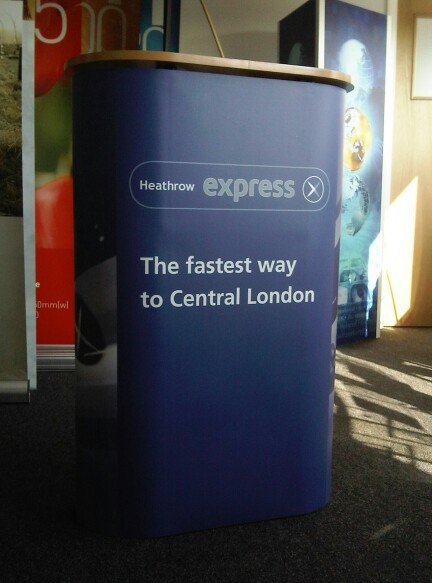 Heathrow express
The fastest way
to Central London